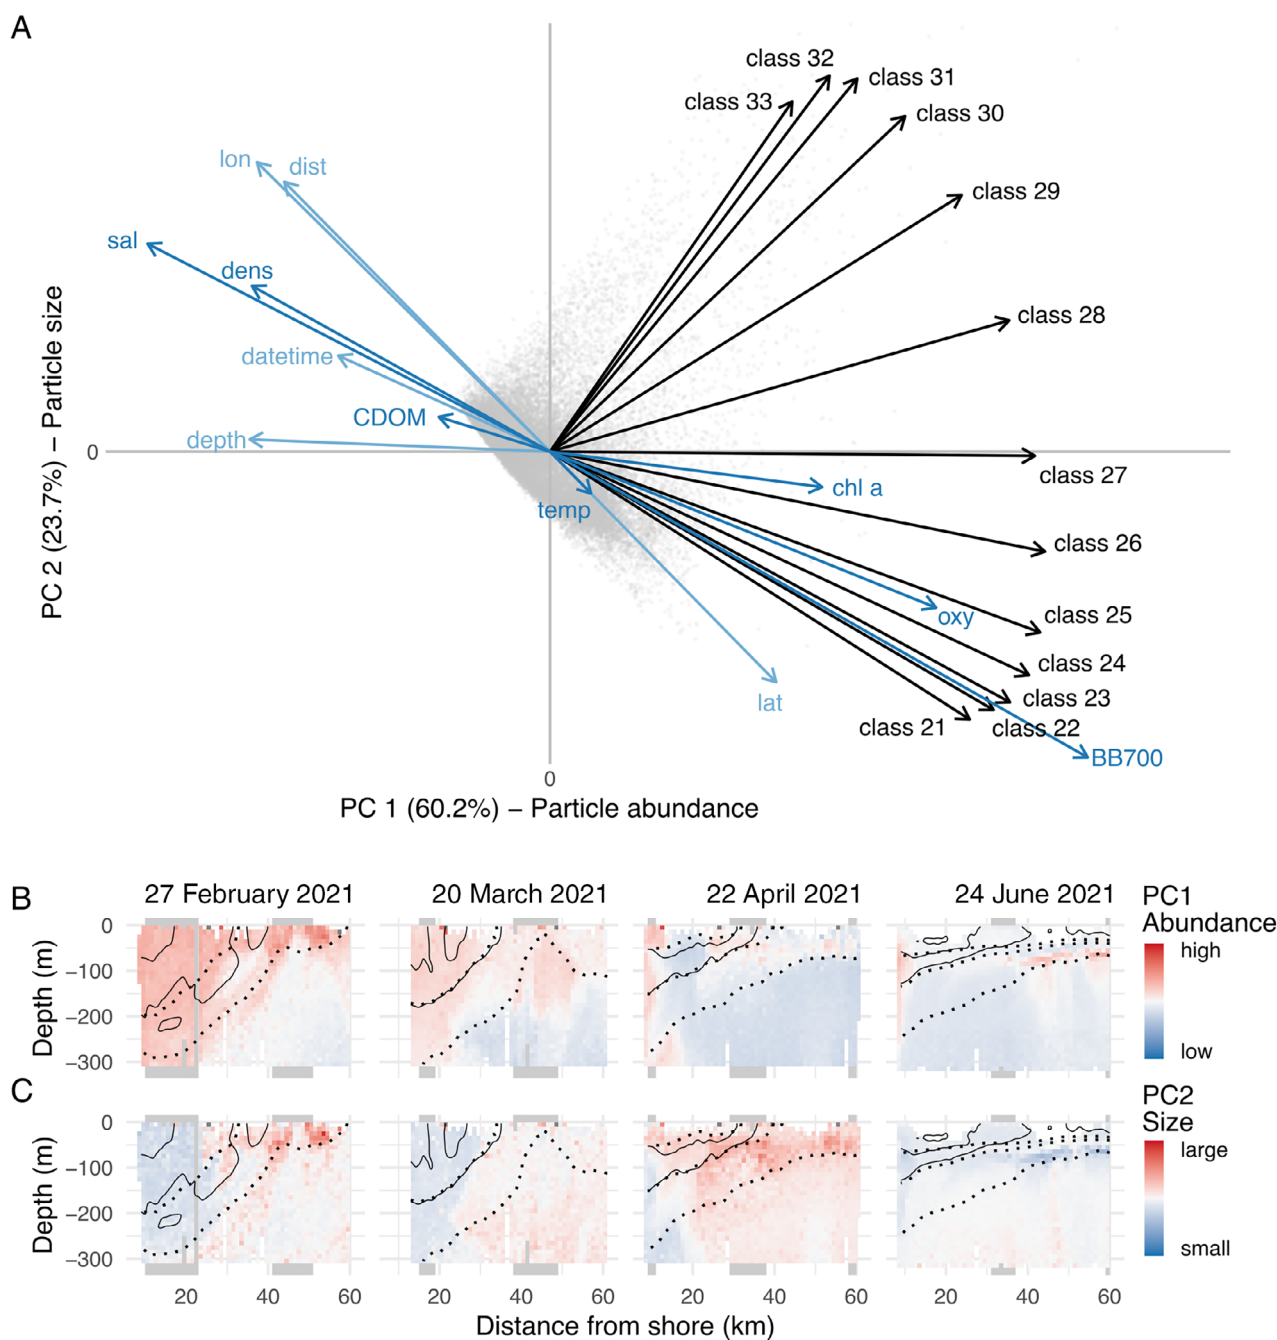 A
class 32
class 31
class 33
class 30
lon
dist
class 29
sal
dens
class 28
datetime
CDOM
depth
0
class 27
chl a
temp
class 26
oxy
class 25
class 24
lat
class 23
class 21
class 22
BB700
PC 2 (23.7%) – Particle size
0
PC 1 (60.2%) – Particle abundance
B
27 February 2021
20 March 2021
22 April 2021
24 June 2021
PC1
Abundance
high
low
0
−100
−200
−300
Depth (m)
C
PC2
Size
large
small
0
−100
−200
−300
Depth (m)
20 40 60 20 40 60 20 40 60 20 40 60
Distance from shore (km)